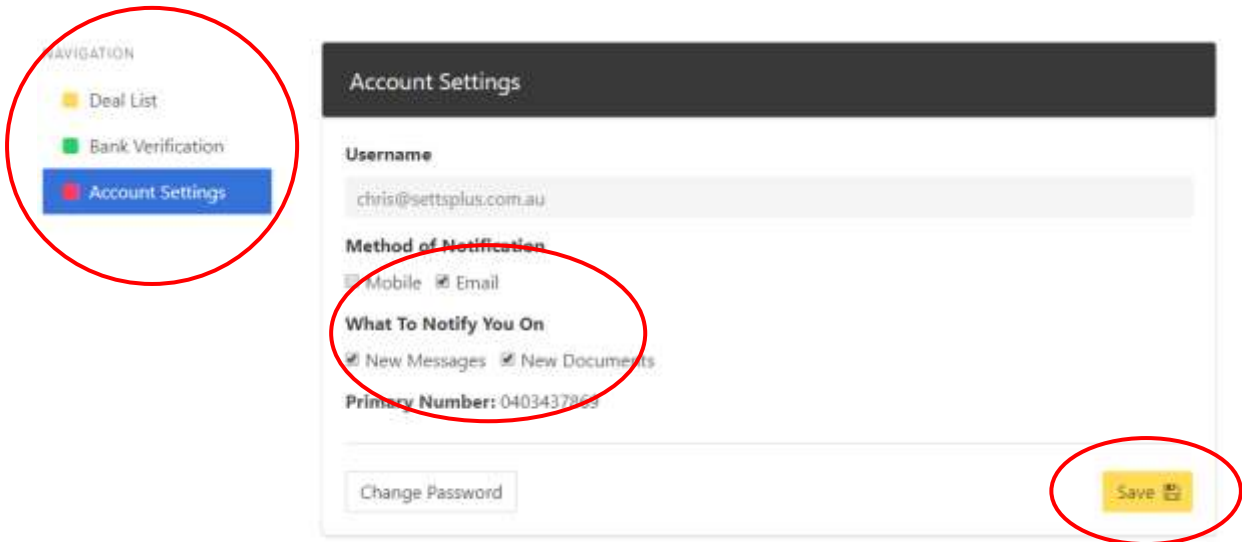 NAVIGATION
Deal List
Bank Verification
Account Settings
Account Settings
Username
chris@settsplus.com.au
Method of Notification
Mobile Email
What To Notify You On
New Messages New Documents
Primary Number: 0403437869
Change Password
Save